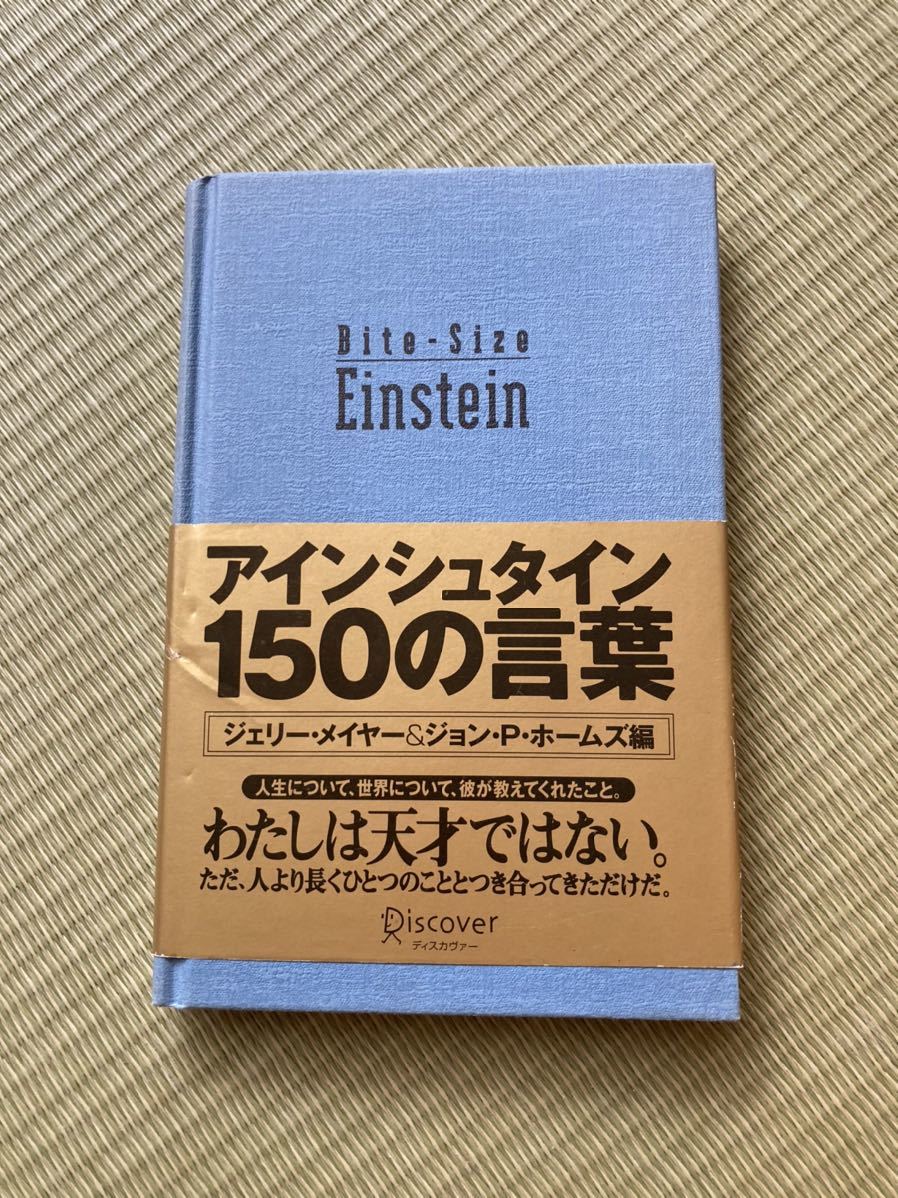 Bite-Size
Einstein
アインシュタイン
150の言葉
ジェリー・メイヤー&ジョン・P・ホームズ編
人生について、世界について、彼が教えてくれたこと。
わたしは天才ではない。
ただ、人より長くひとつのこととつき合ってきただけだ。
Discover
ディスカヴァー